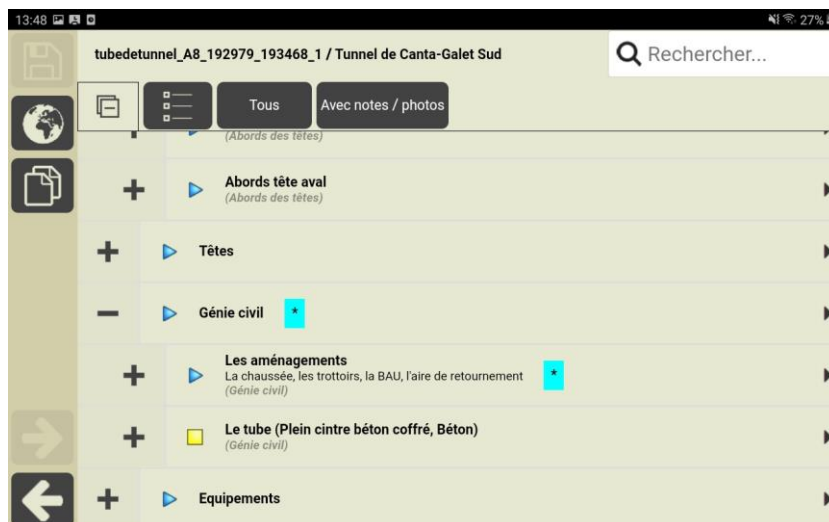 13:48
27%
tubedetunnel_A8_192979_193468_1 / Tunnel de Canta-Galet Sud
Rechercher...
Tous
Avec notes / photos
(Abords des têtes)
Abords tête aval
(Abords des têtes)
Têtes
Génie civil *
Les aménagements
La chaussée, les trottoirs, la BAU, l'aire de retournement *
(Génie civil)
Le tube (Plein cintre béton coffré, Béton)
(Génie civil)
Equipements